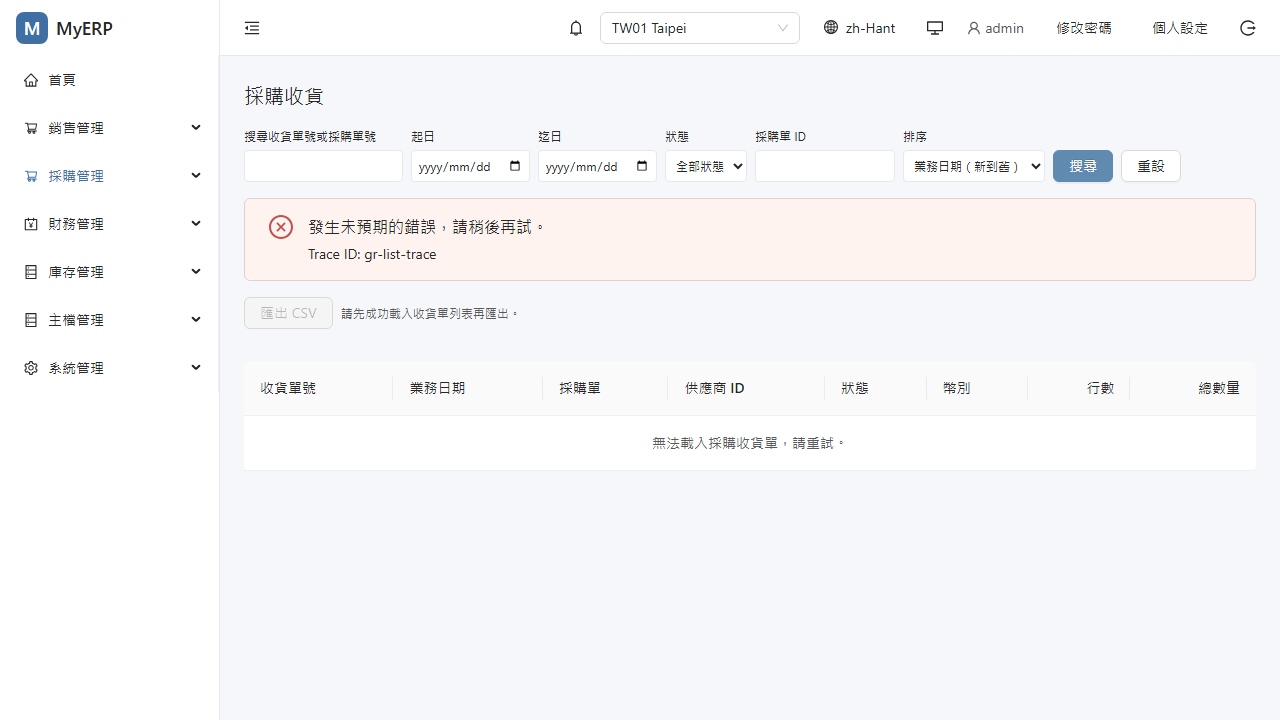 M MyERP
TW01 Taipei
zh-Hant
admin
修改密碼
個人設定
首頁
銷售管理
採購管理
財務管理
庫存管理
主檔管理
系統管理
採購收貨
搜尋收貨單號或採購單號
起日
迄日
狀態
採購單 ID
排序
yyyy/mm/dd
yyyy/mm/dd
全部狀態
業務日期（新到舊）
搜尋
重設
發生未預期的錯誤，請稍後再試。
Trace ID: gr-list-trace
匯出 CSV
請先成功載入收貨單列表再匯出。
收貨單號
業務日期
採購單
供應商 ID
狀態
幣別
行數
總數量
無法載入採購收貨單，請重試。